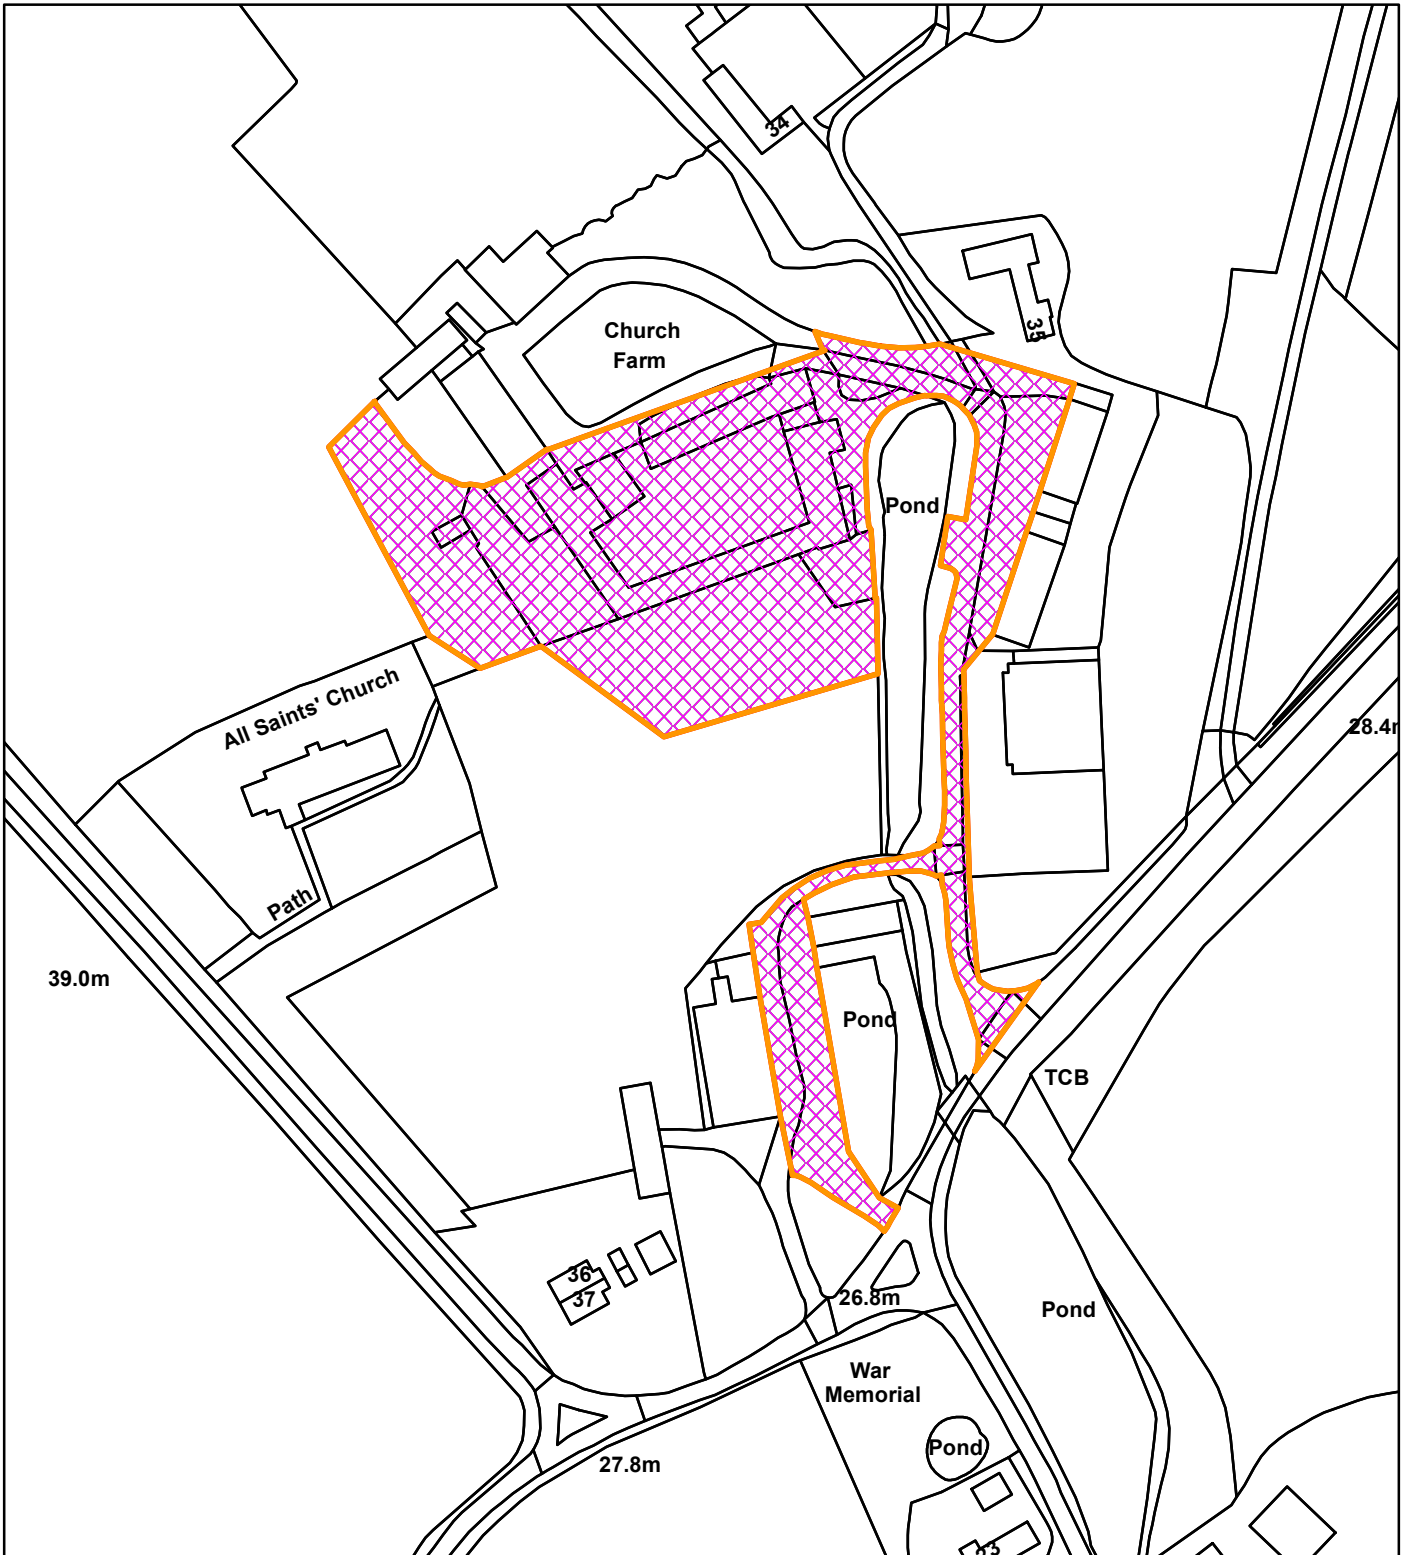 34
35
Church
Farm
Pond
All Saints' Church
28.4m
Path
39.0m
Pond
TCB
36
37
26.8m
Pond
War
Memorial
Pond
27.8m